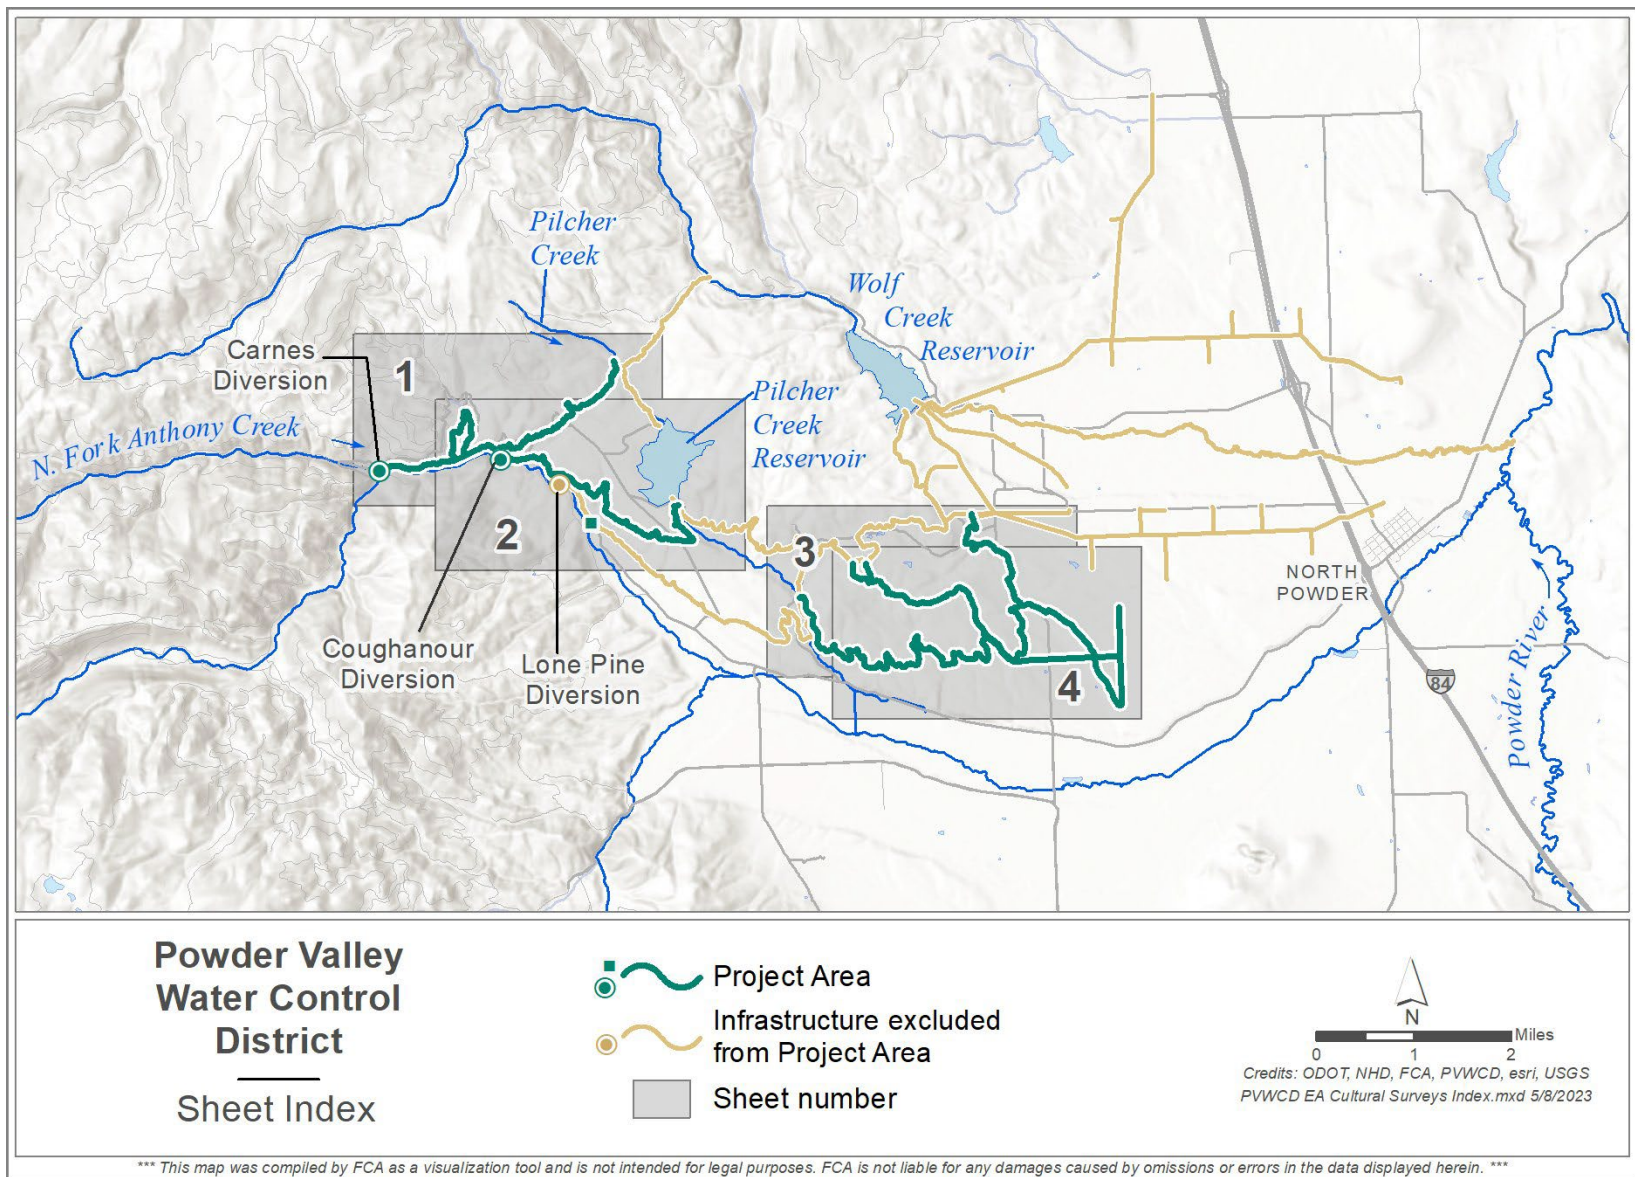 Pilcher
Creek
Wolf
Creek
Reservoir
Carnes
Diversion
1
N. Fork Anthony Creek
Pilcher
Creek
Reservoir
2
3
NORTH
POWDER
Coughanour
Diversion
Lone Pine
Diversion
4
84
Powder River
Powder Valley
Water Control
District
Sheet Index
Project Area
Infrastructure excluded
from Project Area
Sheet number
N
Miles
0 1 2
Credits: ODOT, NHD, FCA, PVWCD, esri, USGS
PVWCD EA Cultural Surveys Index.mxd 5/8/2023
*** This map was compiled by FCA as a visualization tool and is not intended for legal purposes. FCA is not liable for any damages caused by omissions or errors in the data displayed herein. ***